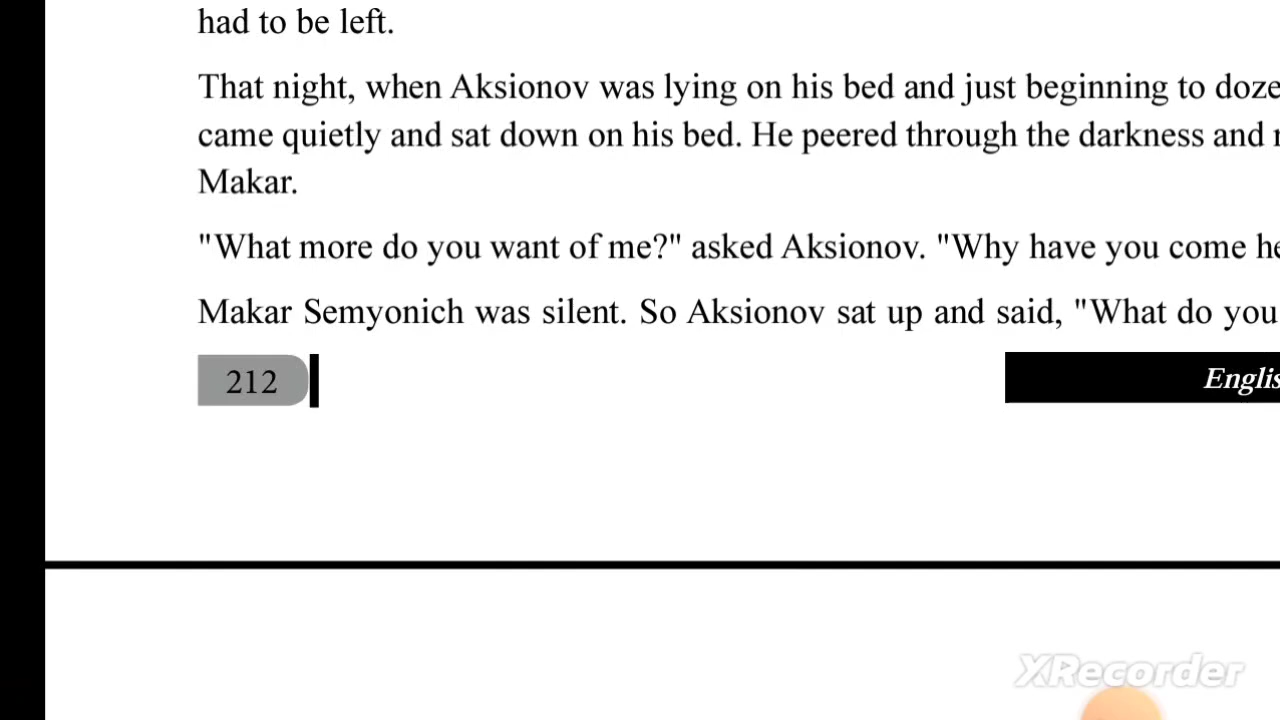 had to be left.
That night, when Aksionov was lying on his bed and just beginning to doze
came quietly and sat down on his bed. He peered through the darkness and
Makar.
"What more do you want of me?" asked Aksionov. "Why have you come
Makar Semyonich was silent. So Aksionov sat up and said, "What do you
212
XRecorder